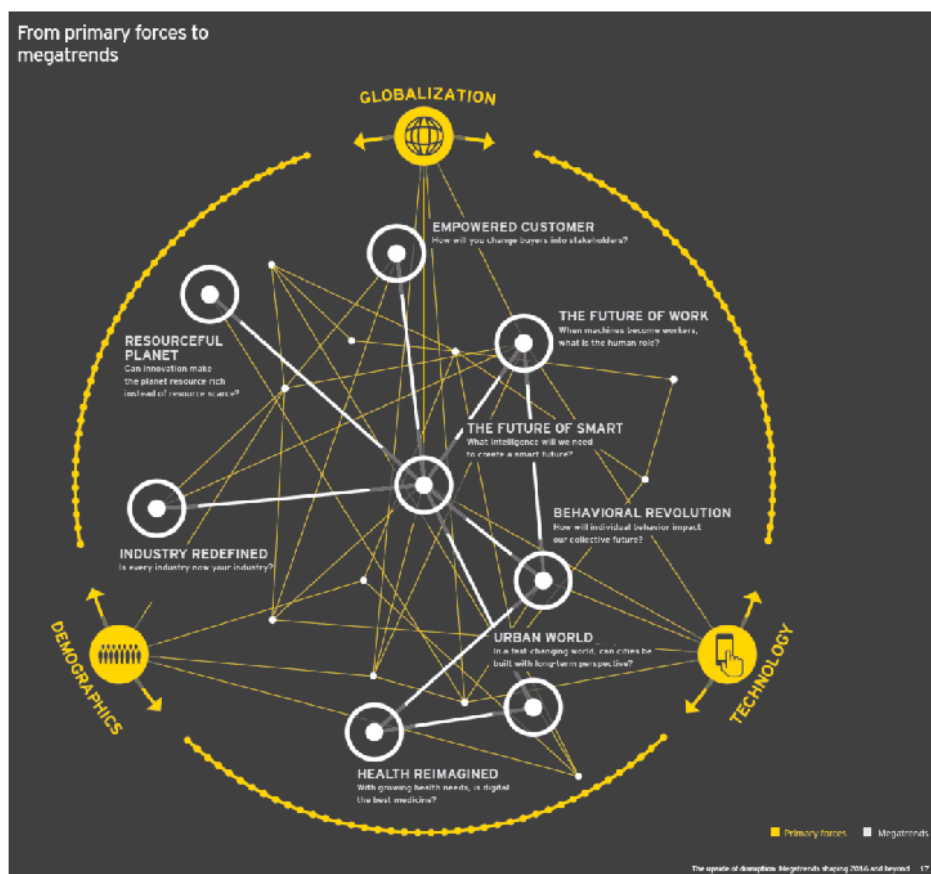 From primary forces to
megatrends
GLOBALIZATION
EMPOWERED CUSTOMER
How will you change buyers into stakeholders?
THE FUTURE OF WORK
When machines become workers,
what is the human role?
RESOURCEFUL
PLANET
Can innovation make
the planet resource rich
instead of resource scarce?
THE FUTURE OF SMART
What intelligence will we need
to create a smart future?
BEHAVIORAL REVOLUTION
How will individual behavior impact
our collective future?
INDUSTRY REDEFINED
Is every industry now your industry?
DEMOGRAPHICS
URBAN WORLD
In a fast changing world, can cities be
built with long-term perspective?
TECHNOLOGY
HEALTH REIMAGINED
With growing health needs, is digital
the best medicine?
Primary forces Megatrends
The upside of disruption. Megatrends shaping 2016 and beyond 17